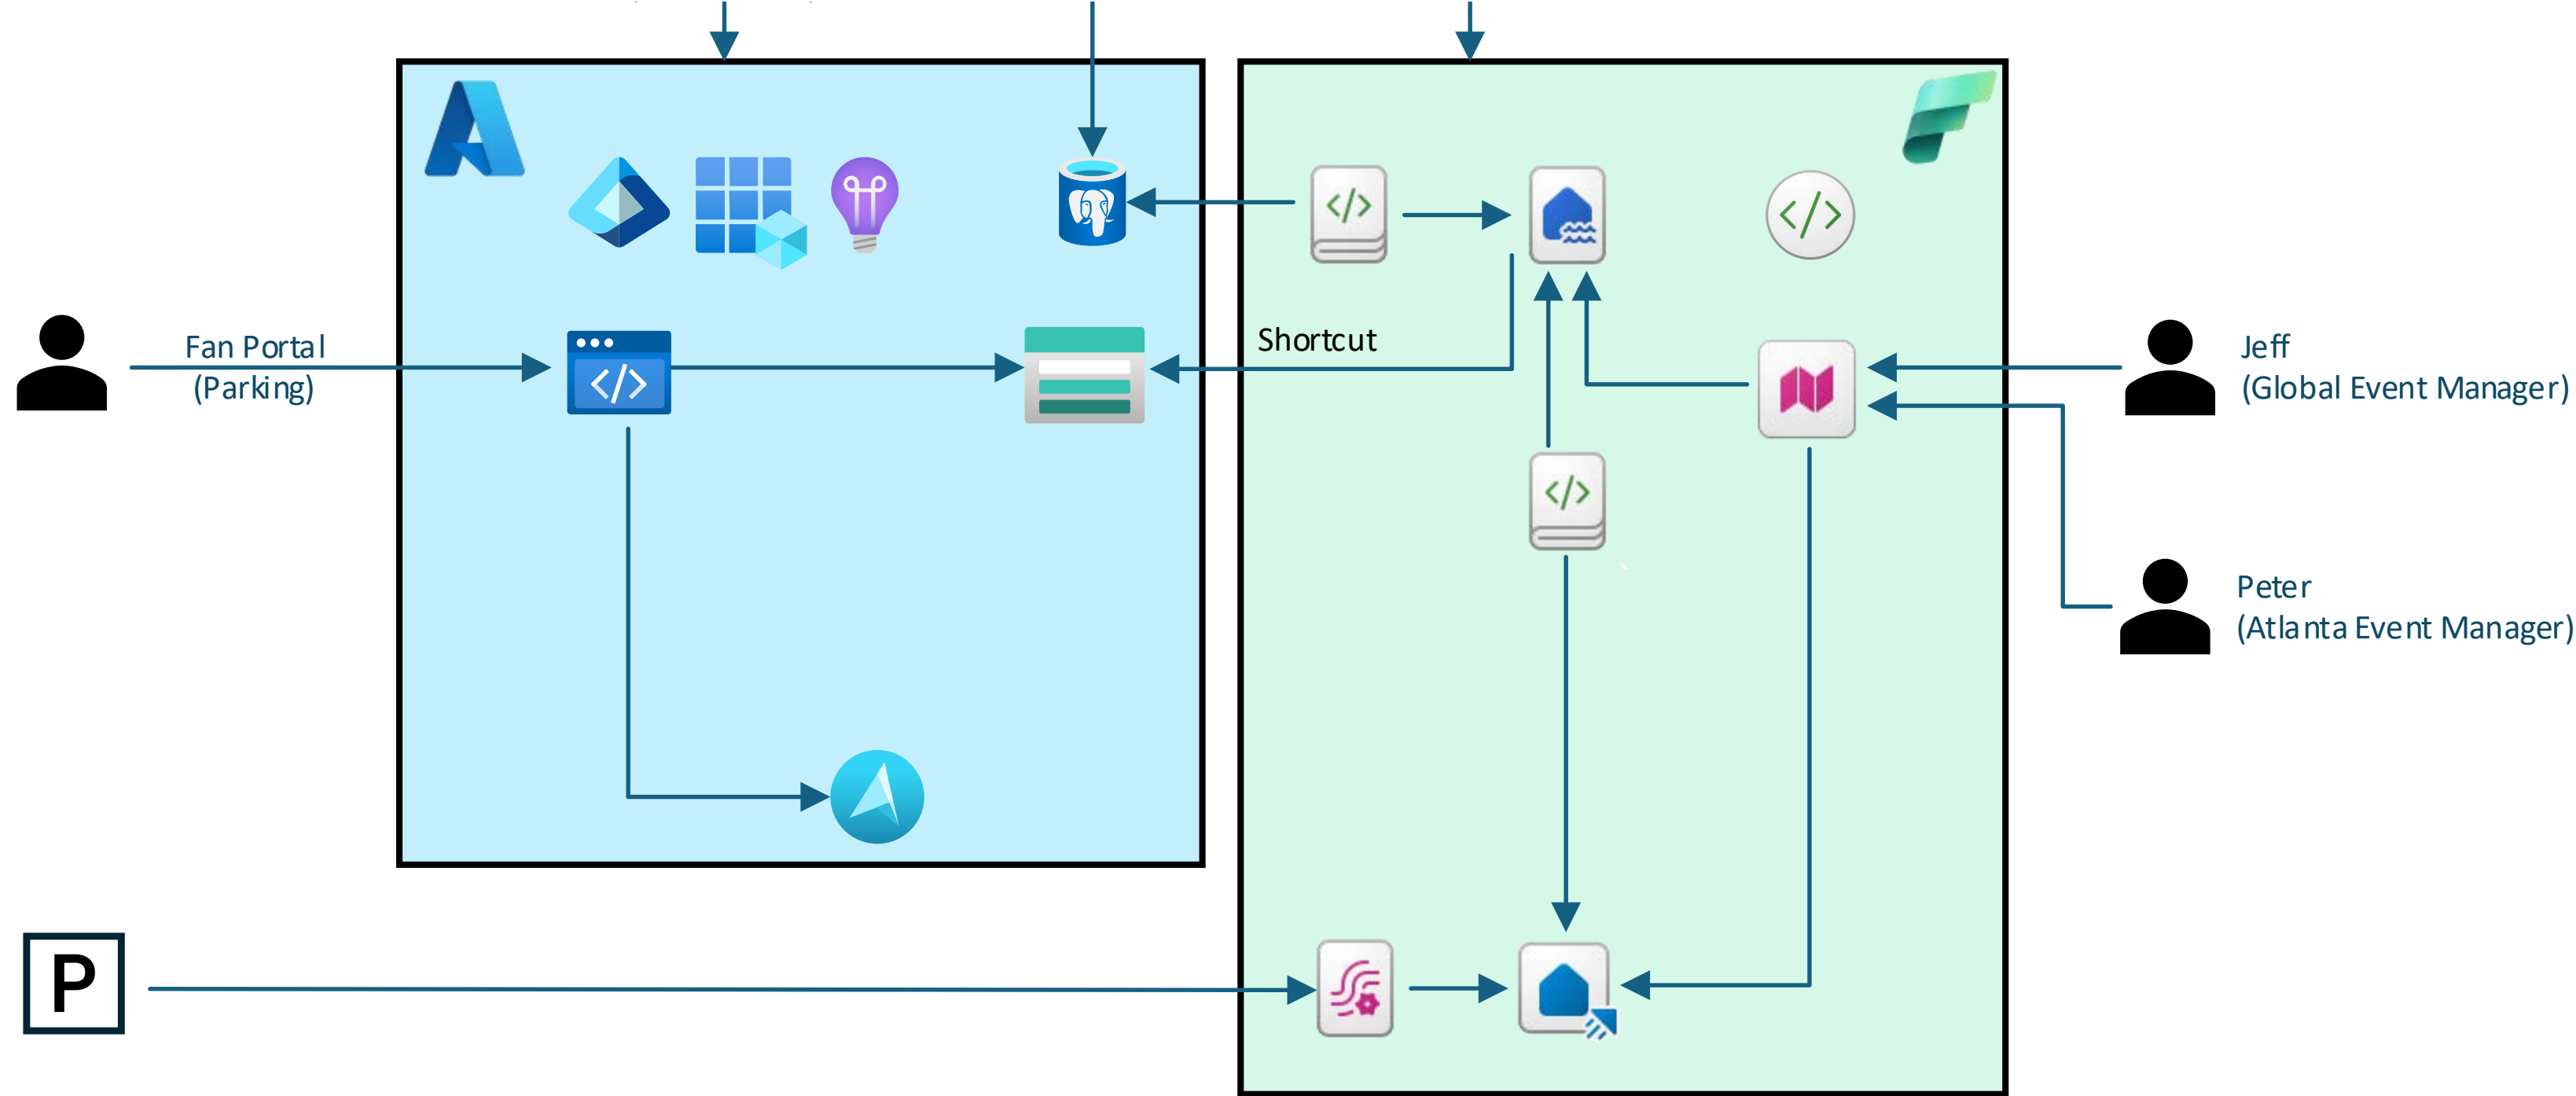 Fan Portal
(Parking)
Shortcut
Jeff
(Global Event Manager)
Peter
(Atlanta Event Manager)
P